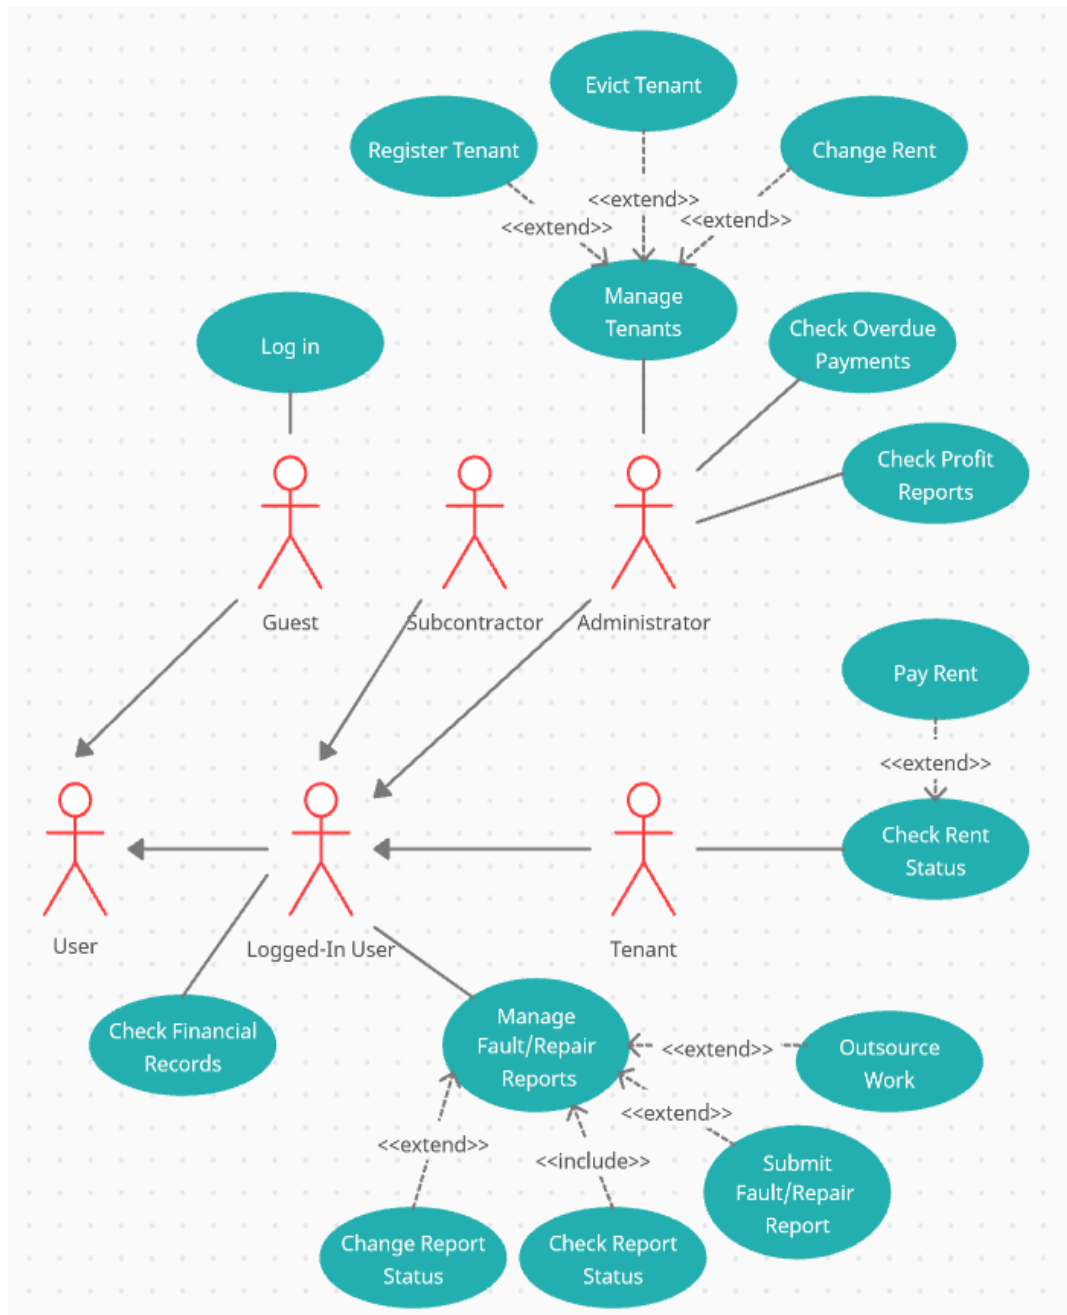 Evict Tenant
Register Tenant
Change Rent
<<extend>>
<<extend>>
<<extend>>
Manage
Tenants
Log in
Check Overdue
Payments
Check Profit
Reports
Guest
Subcontractor
Administrator
Pay Rent
<<extend>>
Check Rent
Status
User
Logged-In User
Tenant
Check Financial
Records
Manage
Fault/Repair
Reports
<<extend>>
Outsource
Work
<<extend>>
<<extend>>
<<include>>
Submit
Fault/Repair
Report
Change Report
Status
Check Report
Status